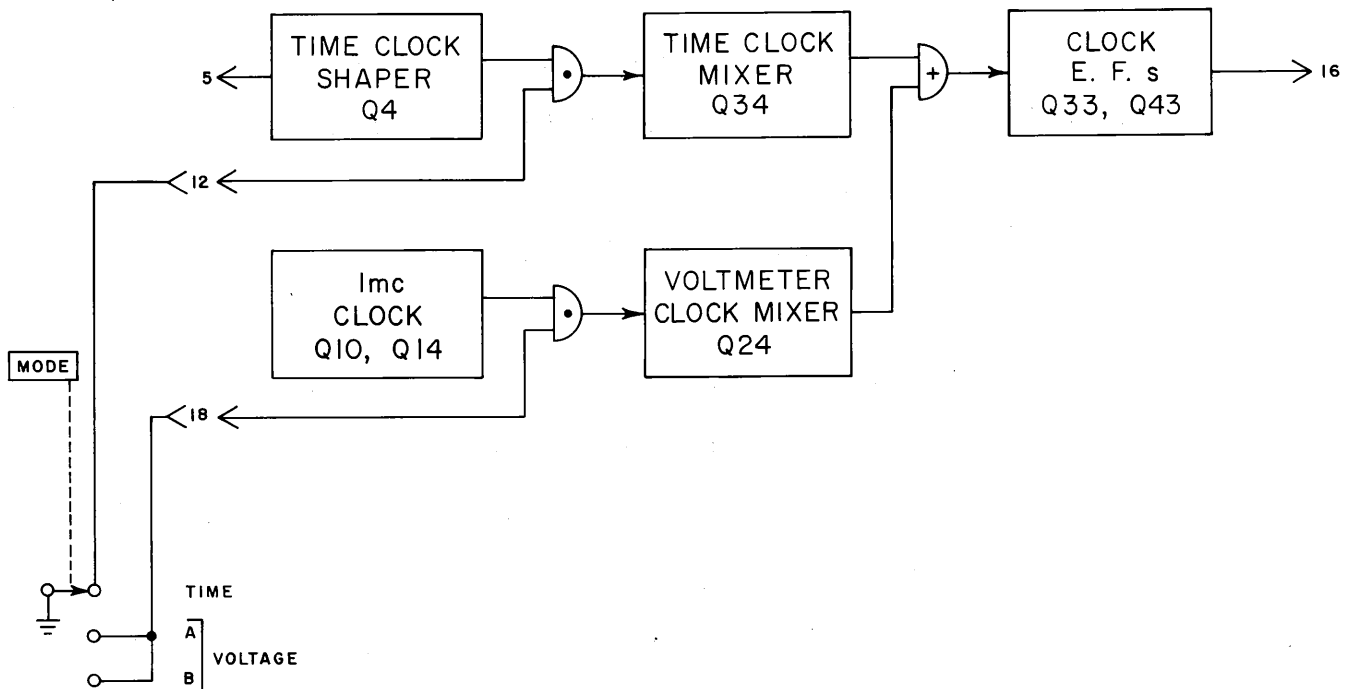 TIME CLOCK
SHAPER
Q4
TIME CLOCK
MIXER
Q34
CLOCK
E. F. s
Q33, Q43
5
•
+
16
12
1mc
CLOCK
Q10, Q14
•
VOLTMETER
CLOCK MIXER
Q24
MODE
18
TIME
A
VOLTAGE
B